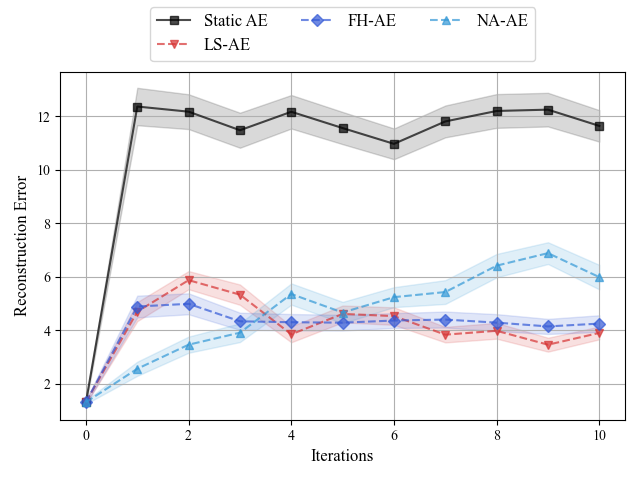 Static AE
FH-AE
NA-AE
LS-AE
12
10
8
6
4
2
Reconstruction Error
0
2
4
6
8
10
Iterations